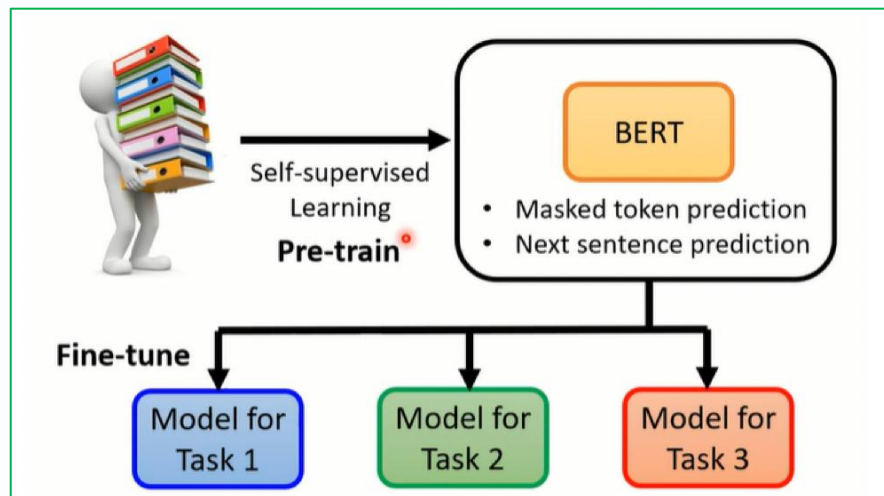 BERT
Self-supervised
Learning
Pre-train
• Masked token prediction
• Next sentence prediction
Fine-tune
Model for
Task 1
Model for
Task 2
Model for
Task 3